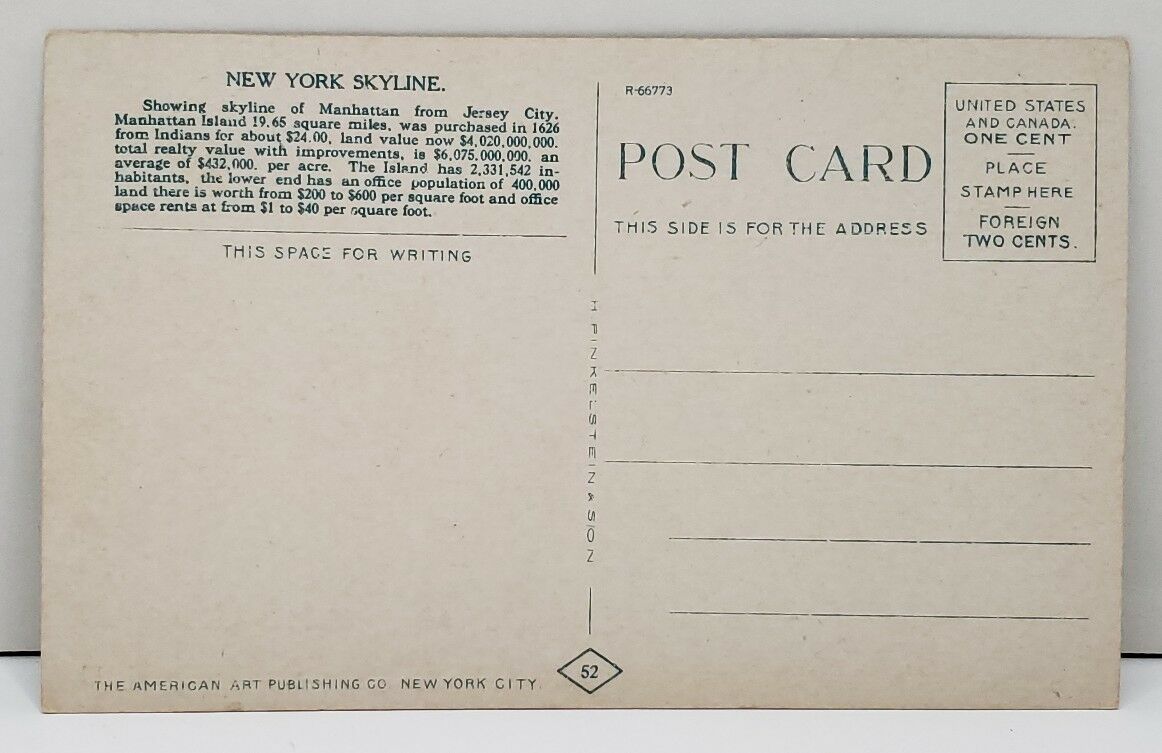 NEW YORK SKYLINE.
Showing skyline of Manhattan from Jersey City.
Manhattan Island 19.65 square miles, was purchased in 1626
from Indians for about $24.00, land value now $4,020,000,000.
total realty value with improvements, is $6,075,000,000. an
average of $432,000. per acre. The Island has 2,331,542 in-
habitants, the lower end has an office population of 400,000
land there is worth from $200 to $600 per square foot and office
space rents at from $1 to $40 per square foot.
THIS SPACE FOR WRITING
R-66773
POST CARD
THIS SIDE IS FOR THE ADDRESS
UNITED STATES
AND CANADA.
ONE CENT
PLACE
STAMP HERE
FOREIGN
TWO CENTS.
H. FINKELSTEIN & SON
THE AMERICAN ART PUBLISHING CO NEW YORK CITY.
52